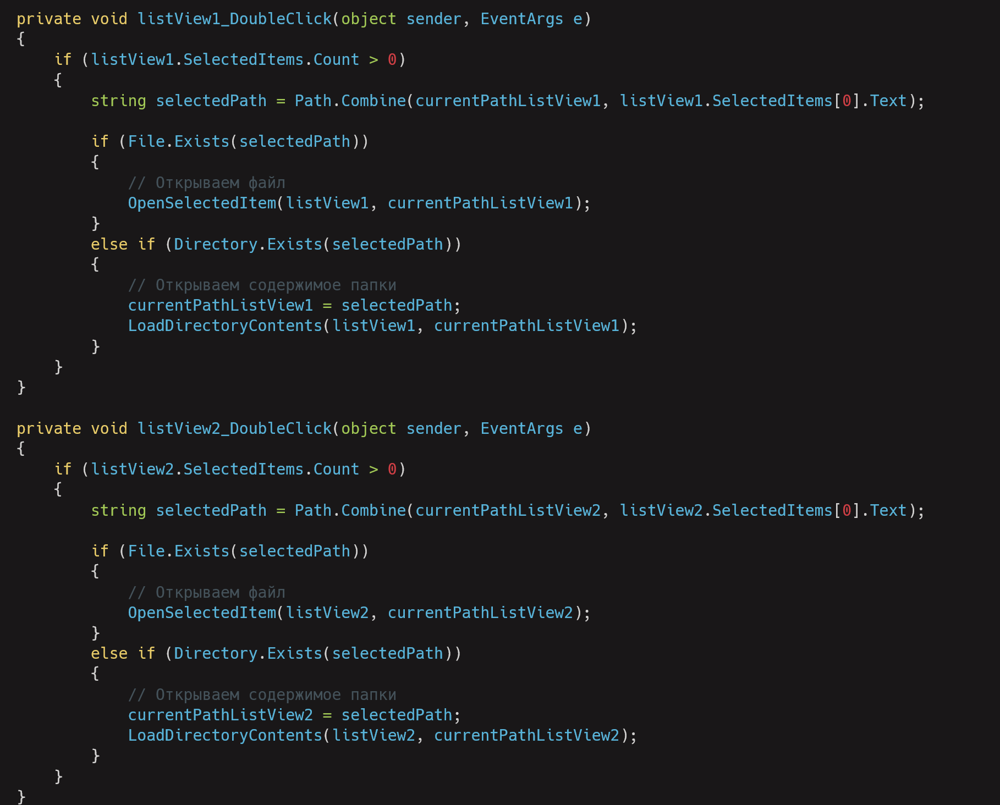 private void listView1_DoubleClick(object sender, EventArgs e)
{
    if (listView1.SelectedItems.Count > 0)
    {
        string selectedPath = Path.Combine(currentPathListView1, listView1.SelectedItems[0].Text);

        if (File.Exists(selectedPath))
        {
            // Открываем файл
            OpenSelectedItem(listView1, currentPathListView1);
        }
        else if (Directory.Exists(selectedPath))
        {
            // Открываем содержимое папки
            currentPathListView1 = selectedPath;
            LoadDirectoryContents(listView1, currentPathListView1);
        }
    }
}

private void listView2_DoubleClick(object sender, EventArgs e)
{
    if (listView2.SelectedItems.Count > 0)
    {
        string selectedPath = Path.Combine(currentPathListView2, listView2.SelectedItems[0].Text);

        if (File.Exists(selectedPath))
        {
            // Открываем файл
            OpenSelectedItem(listView2, currentPathListView2);
        }
        else if (Directory.Exists(selectedPath))
        {
            // Открываем содержимое папки
            currentPathListView2 = selectedPath;
            LoadDirectoryContents(listView2, currentPathListView2);
        }
    }
}